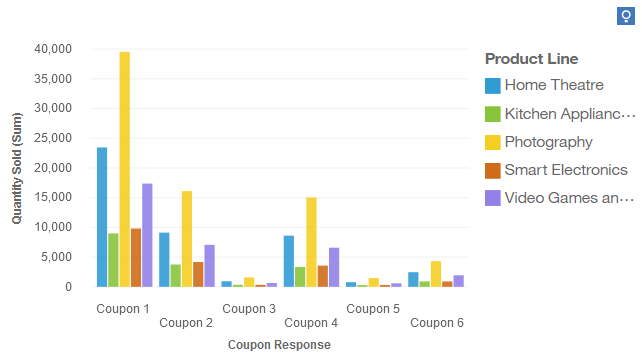 40,000
35,000
30,000
25,000
20,000
15,000
10,000
5,000
0
Quantity Sold (Sum)
Coupon 1
Coupon 2
Coupon 3
Coupon 4
Coupon 5
Coupon 6
Coupon Response
Product Line
Home Theatre
Kitchen Applianc...
Photography
Smart Electronics
Video Games an...